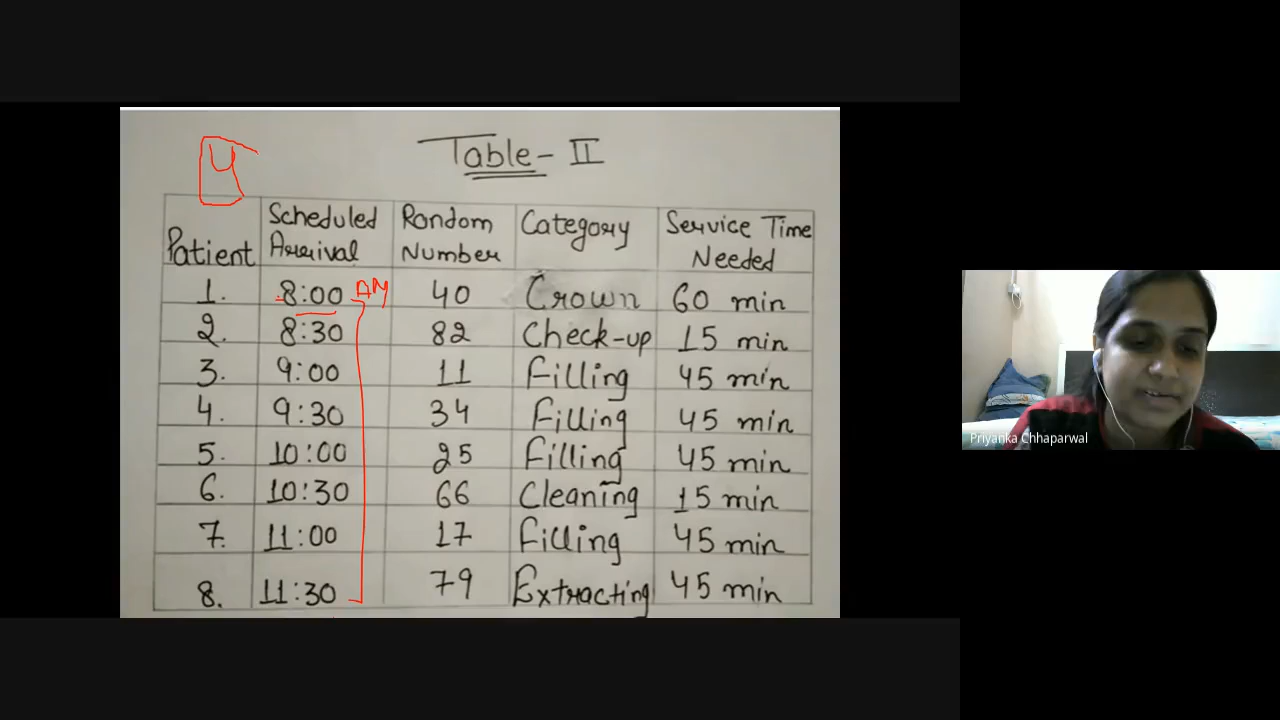 4
Table - II
Patient Scheduled Arrival Random Number Category Service Time Needed
1. 8:00 AM 40 Crown 60 min
2. 8:30 82 Check-up 15 min
3. 9:00 11 Filling 45 min
4. 9:30 34 Filling 45 min
5. 10:00 25 Filling 45 min
6. 10:30 66 Cleaning 15 min
7. 11:00 17 Filling 45 min
8. 11:30 79 Extracting 45 min
Priyanka Chhaparwal